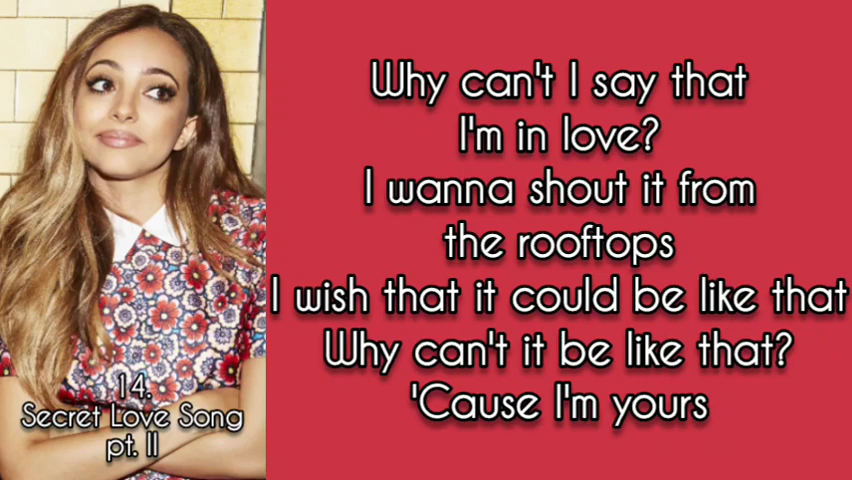 14.
Secret Love Song
pt. II
Why can't I say that
I'm in love?
I wanna shout it from
the rooftops
I wish that it could be like that
Why can't it be like that?
'Cause I'm yours